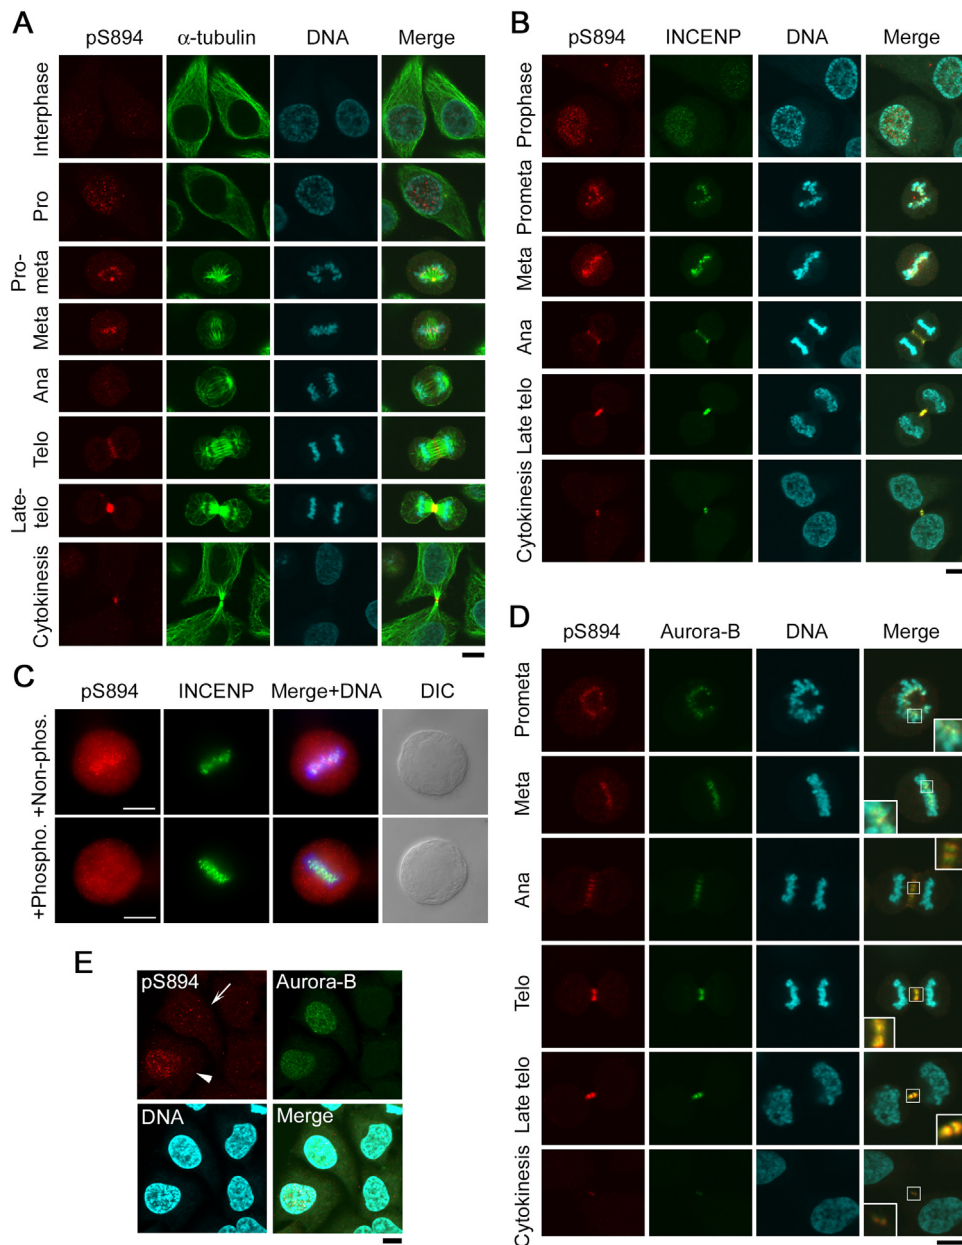 A
pS894 α-tubulin DNA Merge
Interphase
Pro
Pro-
meta
Meta
Ana
Telo
Late-
telo
Cytokinesis
B
pS894 INCENP DNA Merge
Prophase
Prometa
Meta
Ana
Late telo
Cytokinesis
C
pS894 INCENP Merge+DNA DIC
+Non-phos.
+Phospho.
D
pS894 Aurora-B DNA Merge
Prometa
Meta
Ana
Telo
Late telo
Cytokinesis
E
pS894 Aurora-B
DNA Merge